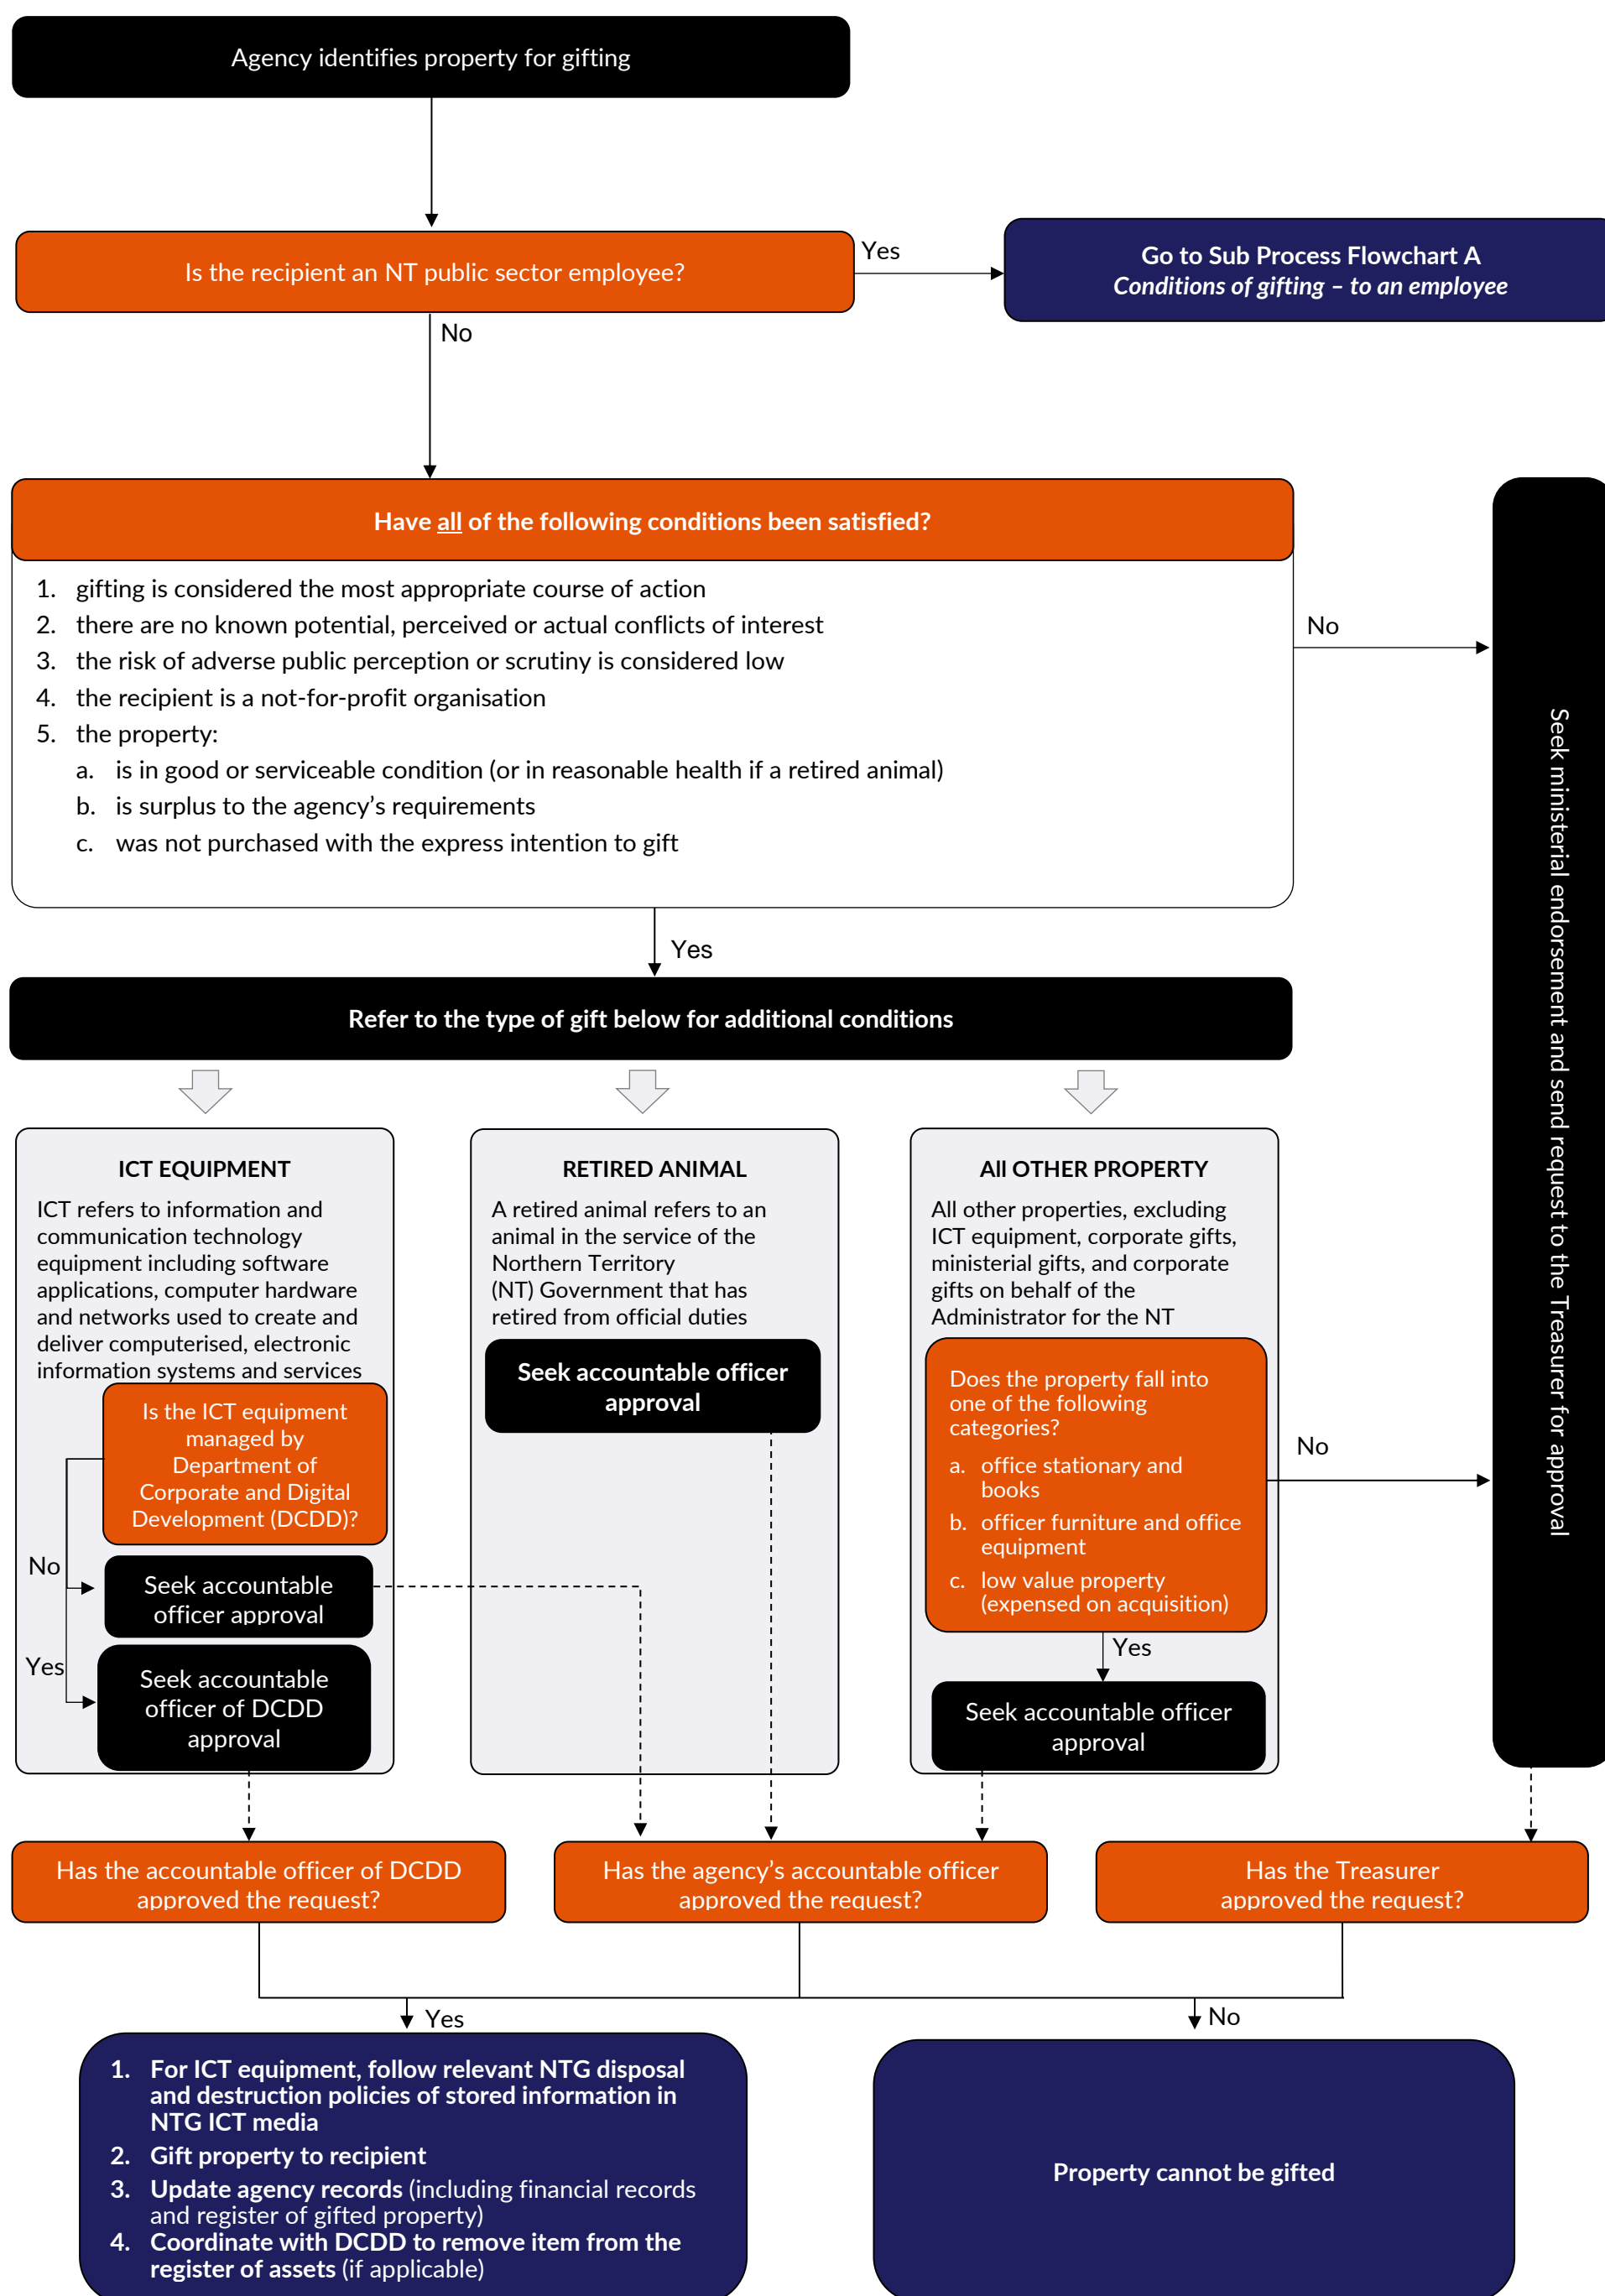 Agency identifies property for gifting
Is the recipient an NT public sector employee?
Yes
Go to Sub Process Flowchart A
Conditions of gifting – to an employee
No
Have all of the following conditions been satisfied?
1. gifting is considered the most appropriate course of action
2. there are no known potential, perceived or actual conflicts of interest
3. the risk of adverse public perception or scrutiny is considered low
4. the recipient is a not-for-profit organisation
5. the property:
a. is in good or serviceable condition (or in reasonable health if a retired animal)
b. is surplus to the agency’s requirements
c. was not purchased with the express intention to gift
No
Seek ministerial endorsement and send request to the Treasurer for approval
Yes
Refer to the type of gift below for additional conditions
ICT EQUIPMENT
ICT refers to information and
communication technology
equipment including software
applications, computer hardware
and networks used to create and
deliver computerised, electronic
information systems and services
Is the ICT equipment
managed by
Department of
Corporate and Digital
Development (DCDD)?
No
Seek accountable
officer approval
Yes
Seek accountable
officer of DCDD
approval
RETIRED ANIMAL
A retired animal refers to an
animal in the service of the
Northern Territory
(NT) Government that has
retired from official duties
Seek accountable officer
approval
All OTHER PROPERTY
All other properties, excluding
ICT equipment, corporate gifts,
ministerial gifts, and corporate
gifts on behalf of the
Administrator for the NT
Does the property fall into
one of the following
categories?
a. office stationary and
books
b. officer furniture and office
equipment
c. low value property
(expensed on acquisition)
No
Yes
Seek accountable officer
approval
Has the accountable officer of DCDD
approved the request?
Has the agency’s accountable officer
approved the request?
Has the Treasurer
approved the request?
Yes
No
1. For ICT equipment, follow relevant NTG disposal
and destruction policies of stored information in
NTG ICT media
2. Gift property to recipient
3. Update agency records (including financial records
and register of gifted property)
4. Coordinate with DCDD to remove item from the
register of assets (if applicable)
Property cannot be gifted